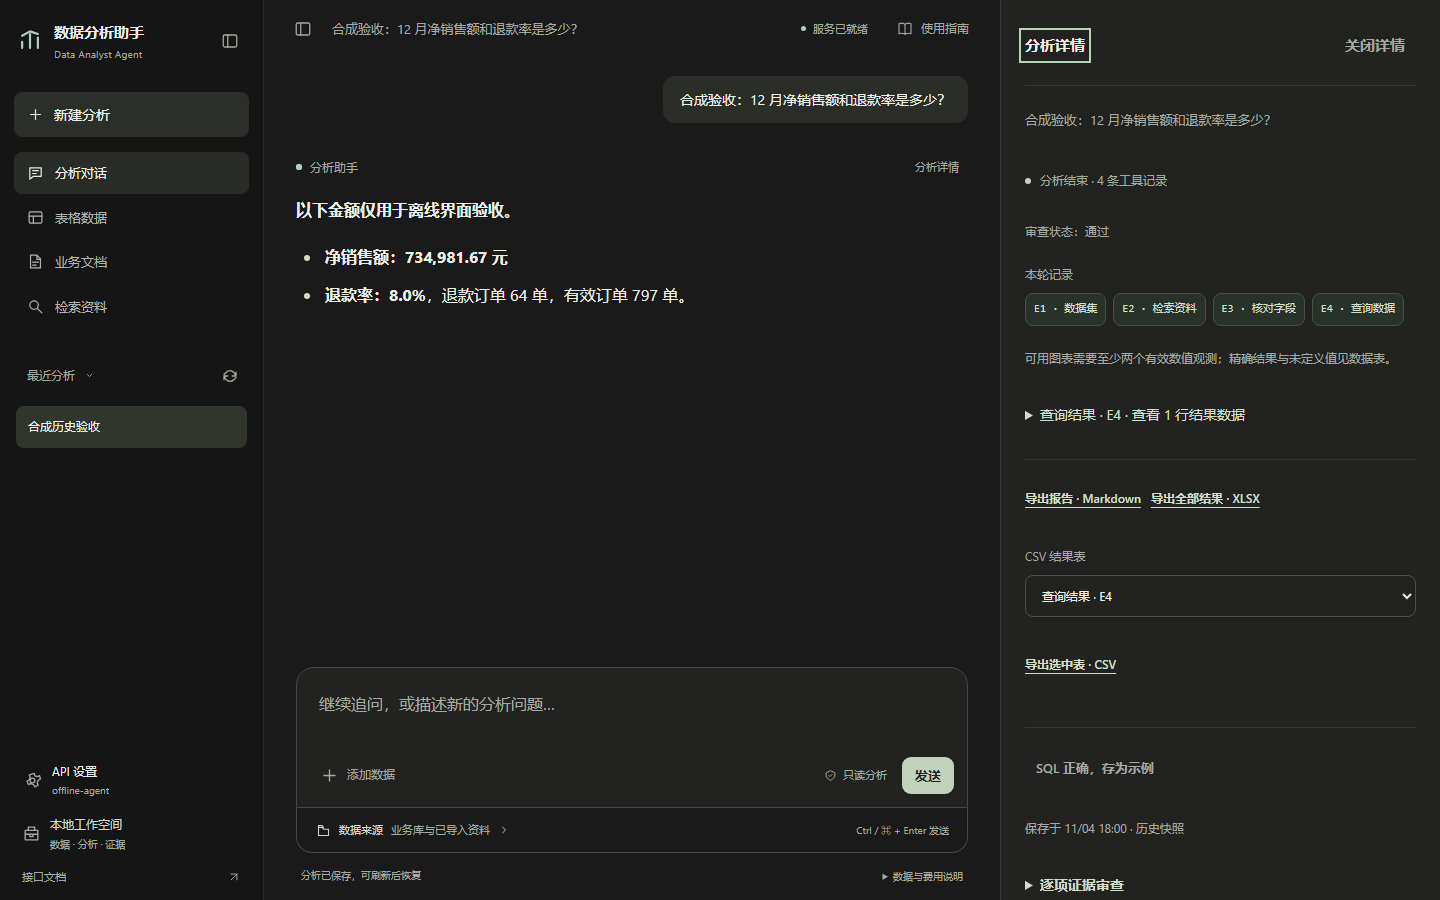 数据分析助手
Data Analyst Agent
新建分析
分析对话
表格数据
业务文档
检索资料
最近分析
合成历史验收
API 设置
offline-agent
本地工作空间
数据 · 分析 · 证据
接口文档
合成验收：12 月净销售额和退款率是多少？
服务已就绪
使用指南
合成验收：12 月净销售额和退款率是多少？
分析助手
分析详情
以下金额仅用于离线界面验收。
净销售额：734,981.67 元
退款率：8.0%，退款订单 64 单，有效订单 797 单。
继续追问，或描述新的分析问题...
添加数据
只读分析
发送
数据来源 业务库与已导入资料
Ctrl / ⌘ + Enter 发送
分析已保存，可刷新后恢复
数据与费用说明
分析详情
关闭详情
合成验收：12 月净销售额和退款率是多少？
分析结束 · 4 条工具记录
审查状态：通过
本轮记录
E1 · 数据集
E2 · 检索资料
E3 · 核对字段
E4 · 查询数据
可用图表需要至少两个有效数值观测；精确结果与未定义值见数据表。
查询结果 · E4 · 查看 1 行结果数据
导出报告 · Markdown
导出全部结果 · XLSX
CSV 结果表
查询结果 · E4
导出选中表 · CSV
SQL 正确，存为示例
保存于 11/04 18:00 · 历史快照
逐项证据审查